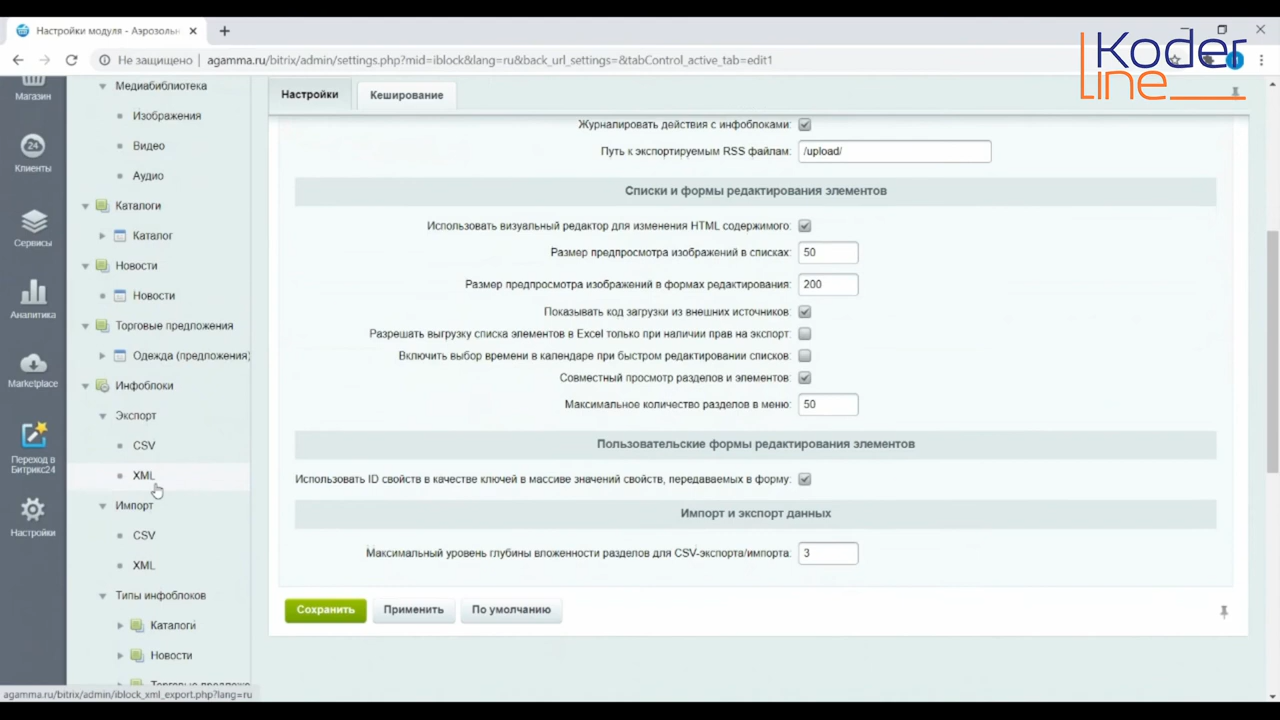 Настройки модуля - Аэрозольн
Не защищено
agamma.ru/bitrix/admin/settings.php?mid=iblock&lang=ru&back_url_settings=&tabControl_active_tab=edit1
Koder
line
Магазин
24
Клиенты
Сервисы
Аналитика
Marketplace
Переход в
Битрикс24
Настройки
Медиабиблиотека
Изображения
Видео
Аудио
Каталоги
Каталог
Новости
Новости
Торговые предложения
Одежда (предложения)
Инфоблоки
Экспорт
CSV
XML
Импорт
CSV
XML
Типы инфоблоков
Каталоги
Новости
Настройки
Кеширование
Журналировать действия с инфоблоками:
Путь к экспортируемым RSS файлам: /upload/
Списки и формы редактирования элементов
Использовать визуальный редактор для изменения HTML содержимого:
Размер предпросмотра изображений в списках: 50
Размер предпросмотра изображений в формах редактирования: 200
Показывать код загрузки из внешних источников:
Разрешать выгрузку списка элементов в Excel только при наличии прав на экспорт:
Включить выбор времени в календаре при быстром редактировании списков:
Совместный просмотр разделов и элементов:
Максимальное количество разделов в меню: 50
Пользовательские формы редактирования элементов
Использовать ID свойств в качестве ключей в массиве значений свойств, передаваемых в форму:
Импорт и экспорт данных
Максимальный уровень глубины вложенности разделов для CSV-экспорта/импорта: 3
Сохранить
Применить
По умолчанию
agamma.ru/bitrix/admin/iblock_xml_export.php?lang=ru